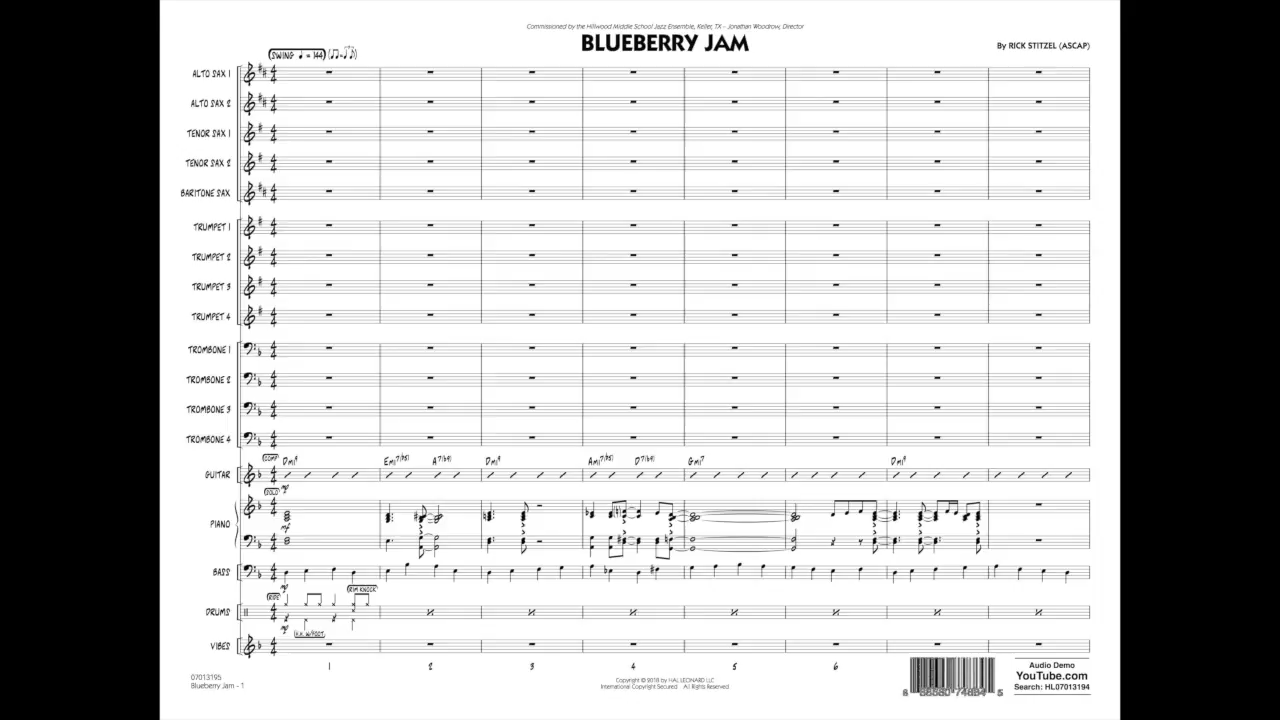 Commissioned by the Hillwood Middle School Jazz Ensemble, Keller, TX - Jonathan Woodrow, Director
BLUEBERRY JAM
By RICK STITZEL (ASCAP)
SWING ♩ = 144
ALTO SAX 1
ALTO SAX 2
TENOR SAX 1
TENOR SAX 2
BARITONE SAX
TRUMPET 1
TRUMPET 2
TRUMPET 3
TRUMPET 4
TROMBONE 1
TROMBONE 2
TROMBONE 3
TROMBONE 4
COMP Dmi9 Emi7(b5) A7(b9) Dmi9 Ami7(b5) D7(b9) Gmi7 Dmi9
GUITAR
mp
SOLO
PIANO
mf
BASS
mp
RIDE RIM KNOCK
DRUMS
mp
H.H. W/FOOT
VIBES
1 2 3 4 5 6
07013195
Blueberry Jam - 1
Copyright © 2018 by HAL LEONARD LLC
International Copyright Secured All Rights Reserved
Audio Demo
YouTube.com
Search: HL07013194